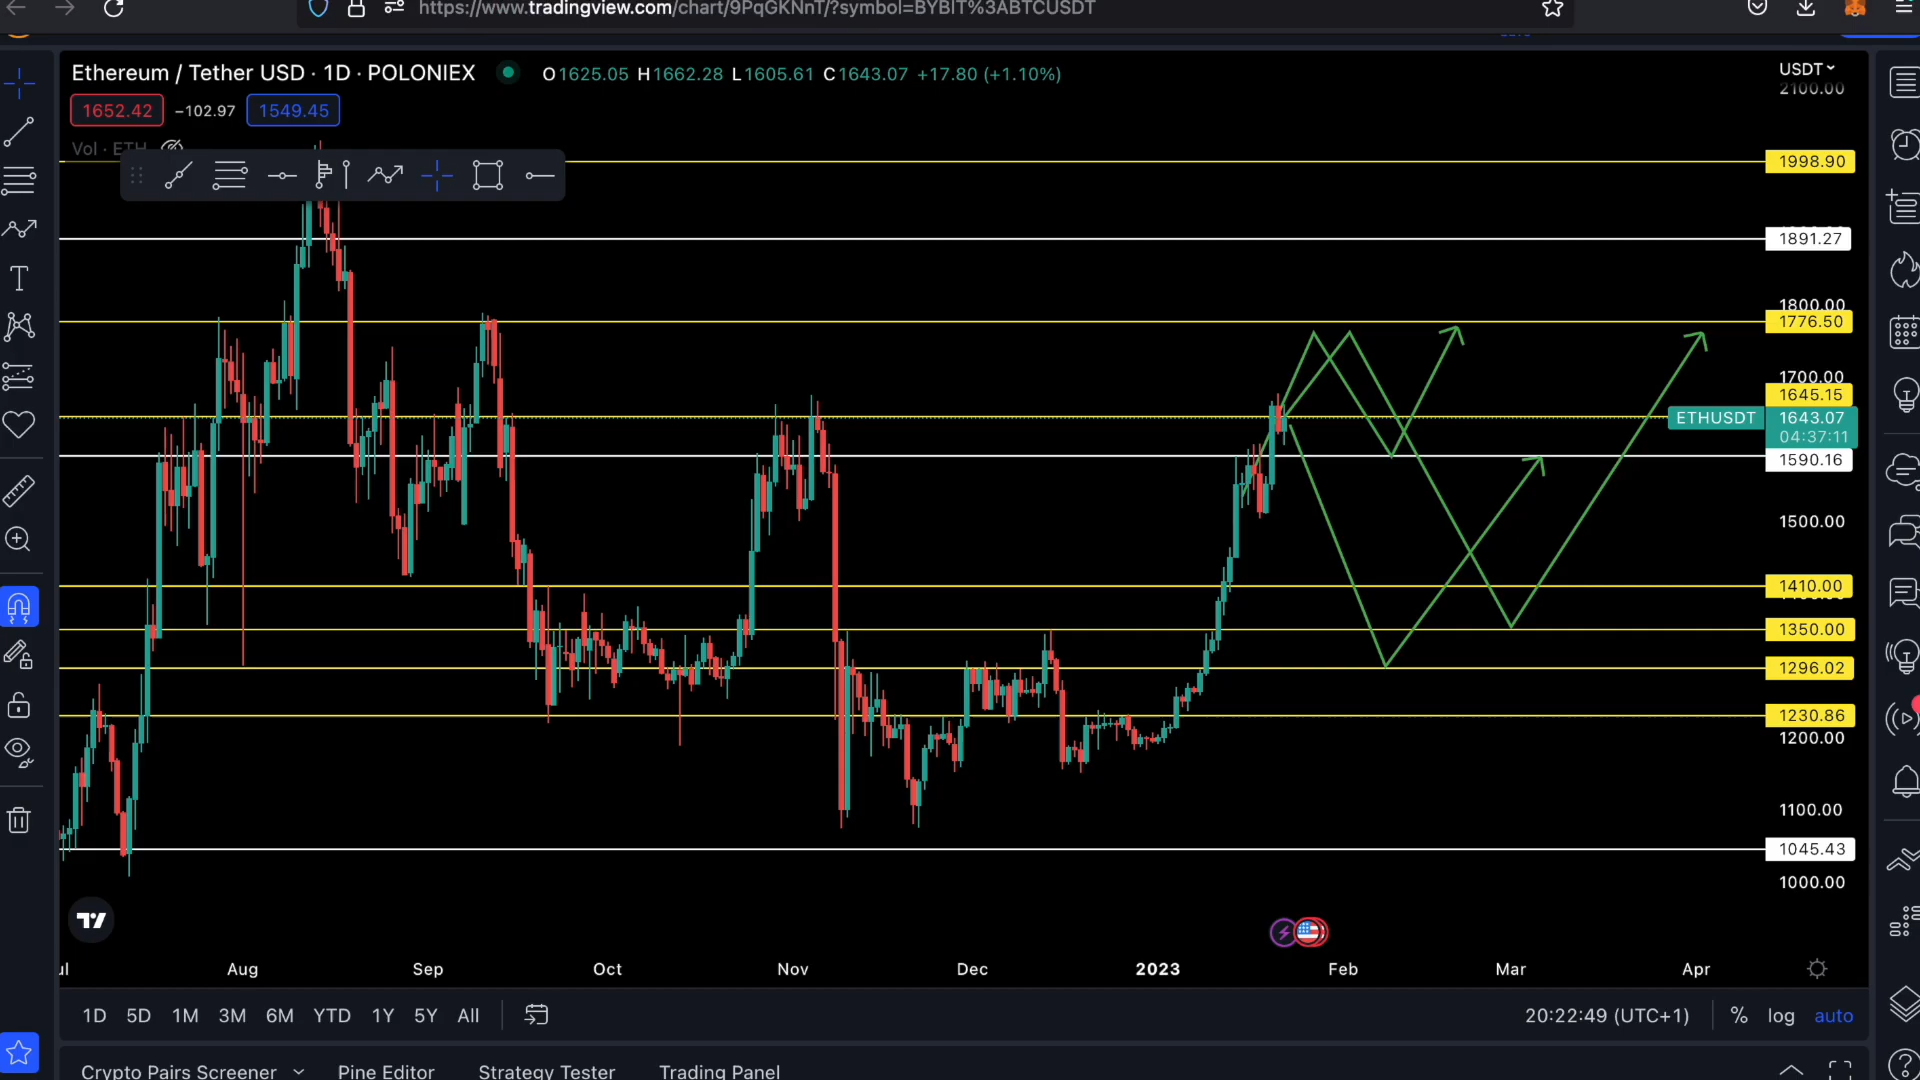 https://www.tradingview.com/chart/9PqGKNnT/?symbol=BYBIT%3ABTCUSDT
Ethereum / Tether USD · 1D · POLONIEX O1625.05 H1662.28 L1605.61 C1643.07 +17.80 (+1.10%)
USDT
2100.00
1652.42 −102.97 1549.45
Vol · ETH
1998.90
1891.27
1800.00
1776.50
1700.00
1645.15
ETHUSDT 1643.07
04:37:11
1590.16
1500.00
1410.00
1350.00
1296.02
1230.86
1200.00
1100.00
1045.43
1000.00
ul Aug Sep Oct Nov Dec 2023 Feb Mar Apr
1D 5D 1M 3M 6M YTD 1Y 5Y All 20:22:49 (UTC+1) % log auto
Crypto Pairs Screener Pine Editor Strategy Tester Trading Panel